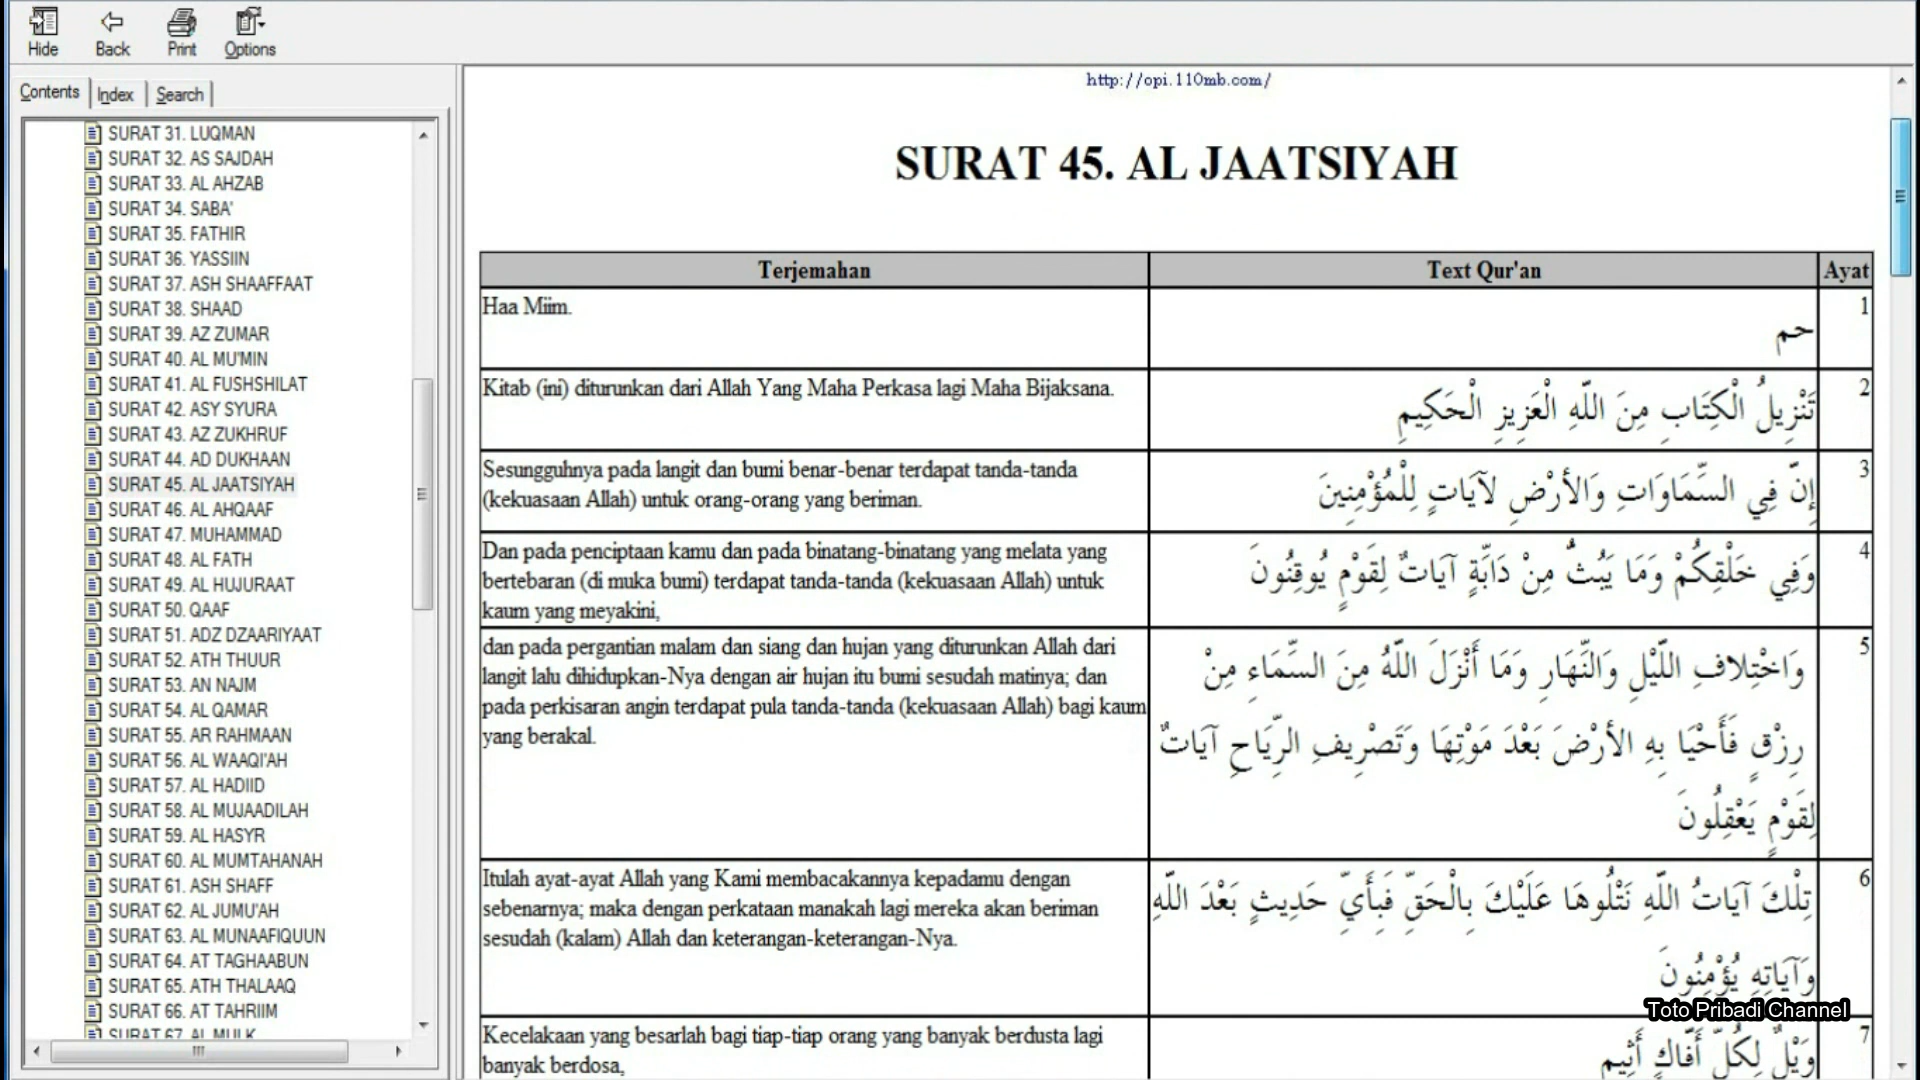 Hide Back Print Options
Contents Index Search
SURAT 31. LUQMAN
SURAT 32. AS SAJDAH
SURAT 33. AL AHZAB
SURAT 34. SABA'
SURAT 35. FATHIR
SURAT 36. YASSIIN
SURAT 37. ASH SHAAFFAAT
SURAT 38. SHAAD
SURAT 39. AZ ZUMAR
SURAT 40. AL MU'MIN
SURAT 41. AL FUSHSHILAT
SURAT 42. ASY SYURA
SURAT 43. AZ ZUKHRUF
SURAT 44. AD DUKHAAN
SURAT 45. AL JAATSIYAH
SURAT 46. AL AHQAAF
SURAT 47. MUHAMMAD
SURAT 48. AL FATH
SURAT 49. AL HUJURAAT
SURAT 50. QAAF
SURAT 51. ADZ DZAARIYAAT
SURAT 52. ATH THUUR
SURAT 53. AN NAJM
SURAT 54. AL QAMAR
SURAT 55. AR RAHMAAN
SURAT 56. AL WAAQI'AH
SURAT 57. AL HADIID
SURAT 58. AL MUJAADILAH
SURAT 59. AL HASYR
SURAT 60. AL MUMTAHANAH
SURAT 61. ASH SHAFF
SURAT 62. AL JUMU'AH
SURAT 63. AL MUNAAFIQUUN
SURAT 64. AT TAGHAABUN
SURAT 65. ATH THALAAQ
SURAT 66. AT TAHRIIM
SURAT 67. AL MULK
http://opi.110mb.com/
SURAT 45. AL JAATSIYAH
Terjemahan Text Qur'an Ayat
Haa Miim.
حم
1
Kitab (ini) diturunkan dari Allah Yang Maha Perkasa lagi Maha Bijaksana.
تَنْزِيلُ الْكِتَابِ مِنَ اللَّهِ الْعَزِيزِ الْحَكِيمِ
2
Sesungguhnya pada langit dan bumi benar-benar terdapat tanda-tanda
(kekuasaan Allah) untuk orang-orang yang beriman.
إِنَّ فِي السَّمَاوَاتِ وَالأرْضِ لآيَاتٍ لِلْمُؤْمِنِينَ
3
Dan pada penciptaan kamu dan pada binatang-binatang yang melata yang
bertebaran (di muka bumi) terdapat tanda-tanda (kekuasaan Allah) untuk
kaum yang meyakini,
وَفِي خَلْقِكُمْ وَمَا يَبُثُّ مِنْ دَابَّةٍ آيَاتٌ لِقَوْمٍ يُوقِنُونَ
4
dan pada pergantian malam dan siang dan hujan yang diturunkan Allah dari
langit lalu dihidupkan-Nya dengan air hujan itu bumi sesudah matinya; dan
pada perkisaran angin terdapat pula tanda-tanda (kekuasaan Allah) bagi kaum
yang berakal.
وَاخْتِلافِ اللَّيْلِ وَالنَّهَارِ وَمَا أَنْزَلَ اللَّهُ مِنَ السَّمَاءِ مِنْ
رِزْقٍ فَأَحْيَا بِهِ الأرْضَ بَعْدَ مَوْتِهَا وَتَصْرِيفِ الرِّيَاحِ آيَاتٌ
لِقَوْمٍ يَعْقِلُونَ
5
Itulah ayat-ayat Allah yang Kami membacakannya kepadamu dengan
sebenarnya; maka dengan perkataan manakah lagi mereka akan beriman
sesudah (kalam) Allah dan keterangan-keterangan-Nya.
تِلْكَ آيَاتُ اللَّهِ نَتْلُوهَا عَلَيْكَ بِالْحَقِّ فَبِأَيِّ حَدِيثٍ بَعْدَ اللَّهِ
وَآيَاتِهِ يُؤْمِنُونَ
6
Kecelakaan yang besarlah bagi tiap-tiap orang yang banyak berdusta lagi
banyak berdosa,
وَيْلٌ لِكُلِّ أَفَّاكٍ أَثِيمٍ
7
Toto Pribadi Channel